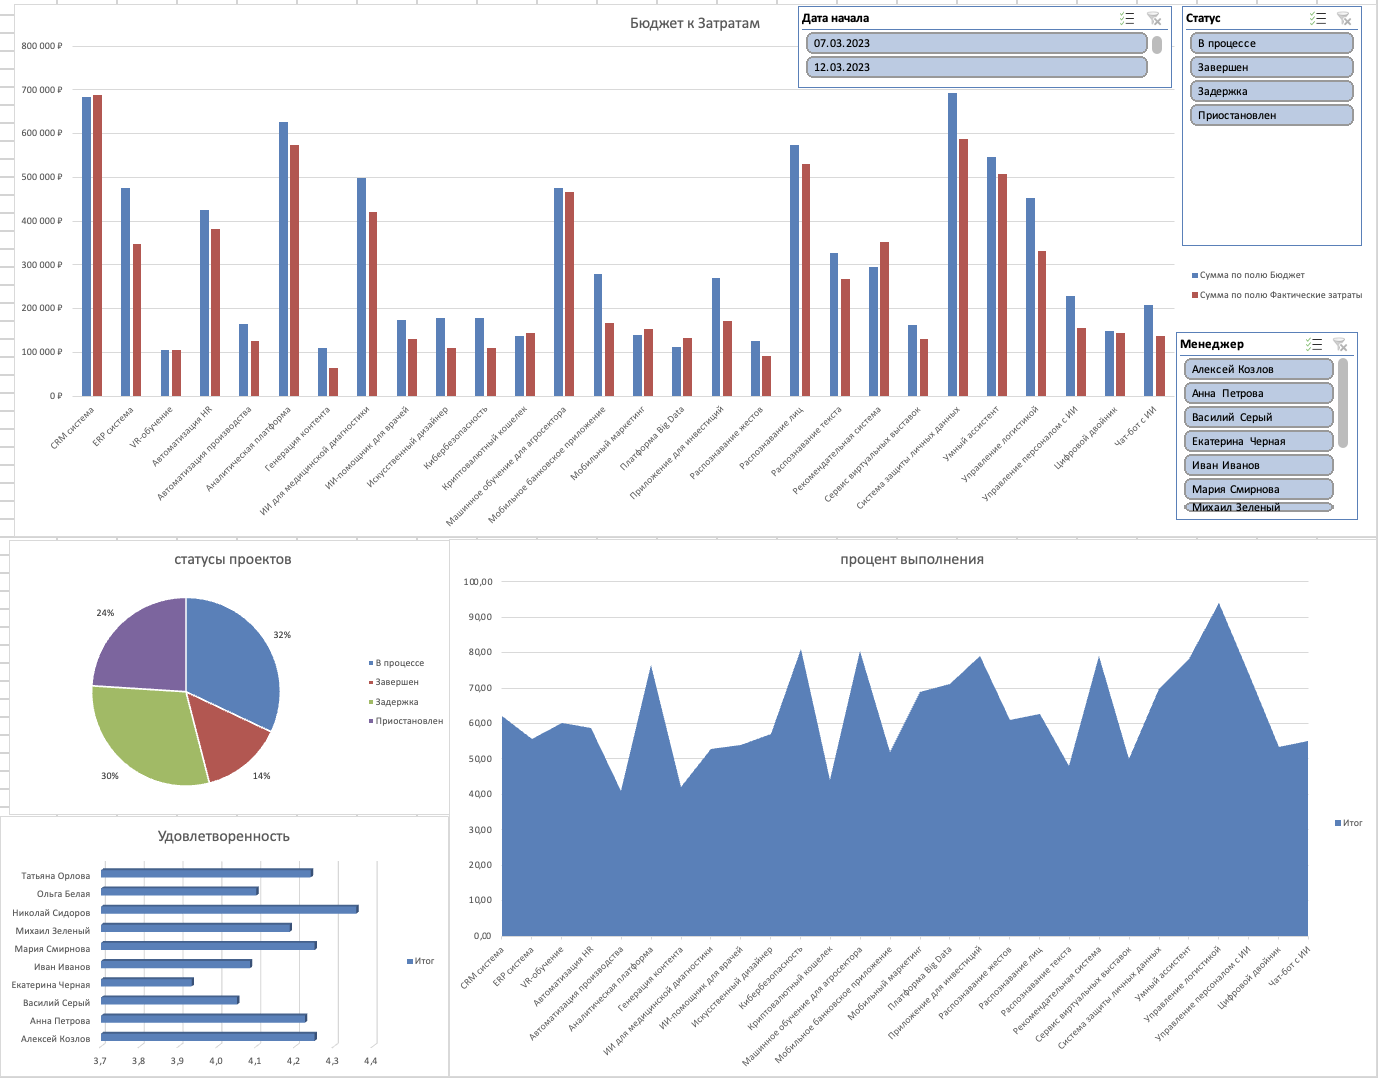 Бюджет к Затратам
800 000 ₽
700 000 ₽
600 000 ₽
500 000 ₽
400 000 ₽
300 000 ₽
200 000 ₽
100 000 ₽
0 ₽
CRM система
ERP система
VR-обучение
Автоматизация HR
Автоматизация производства
Аналитическая платформа
Генерация контента
ИИ для медицинской диагностики
ИИ-помощник для врачей
Искусственный дизайнер
Кибербезопасность
Криптовалютный кошелек
Машинное обучение для агросектора
Мобильное банковское приложение
Мобильный маркетинг
Платформа Big Data
Приложение для инвестиций
Распознавание жестов
Распознавание лиц
Распознавание текста
Рекомендательная система
Сервис виртуальных выставок
Система защиты личных данных
Умный ассистент
Управление логистикой
Управление персоналом с ИИ
Цифровой двойник
Чат-бот с ИИ
Дата начала
07.03.2023
12.03.2023
Статус
В процессе
Завершен
Задержка
Приостановлен
Сумма по полю Бюджет
Сумма по полю Фактические затраты
Менеджер
Алексей Козлов
Анна Петрова
Василий Серый
Екатерина Черная
Иван Иванов
Мария Смирнова
Михаил Зеленый
статусы проектов
24%
32%
30%
14%
В процессе
Завершен
Задержка
Приостановлен
Удовлетворенность
Татьяна Орлова
Ольга Белая
Николай Сидоров
Михаил Зеленый
Мария Смирнова
Иван Иванов
Екатерина Черная
Василий Серый
Анна Петрова
Алексей Козлов
3,7
3,8
3,9
4,0
4,1
4,2
4,3
4,4
Итог
процент выполнения
100,00
90,00
80,00
70,00
60,00
50,00
40,00
30,00
20,00
10,00
0,00
CRM система
ERP система
VR-обучение
Автоматизация HR
Автоматизация производства
Аналитическая платформа
Генерация контента
ИИ для медицинской диагностики
ИИ-помощник для врачей
Искусственный дизайнер
Кибербезопасность
Криптовалютный кошелек
Машинное обучение для агросектора
Мобильное банковское приложение
Мобильный маркетинг
Платформа Big Data
Приложение для инвестиций
Распознавание жестов
Распознавание лиц
Распознавание текста
Рекомендательная система
Сервис виртуальных выставок
Система защиты личных данных
Умный ассистент
Управление логистикой
Управление персоналом с ИИ
Цифровой двойник
Чат-бот с ИИ
Итог